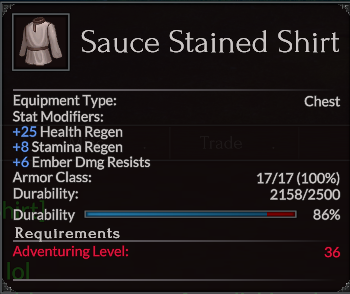 Sauce Stained Shirt
Equipment Type: Chest
Stat Modifiers:
+25 Health Regen
+8 Stamina Regen
+6 Ember Dmg Resists
Trade
Armor Class: 17/17 (100%)
Durability: 2158/2500
Durability 86%
Requirements
Adventuring Level: 36
lol